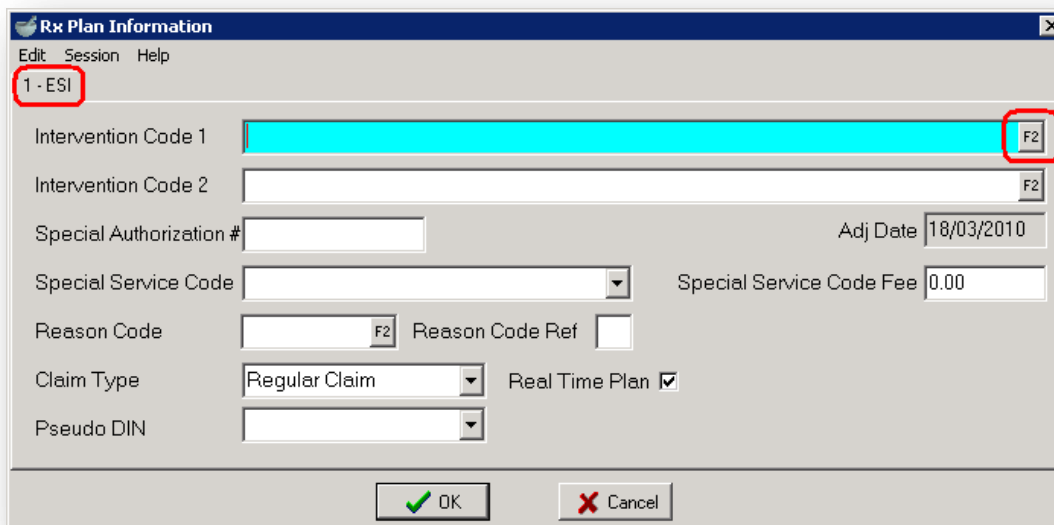 Rx Plan Information
Edit Session Help
1 - ESI
Intervention Code 1 F2
Intervention Code 2 F2
Special Authorization # Adj Date 18/03/2010
Special Service Code Special Service Code Fee 0.00
Reason Code F2 Reason Code Ref
Claim Type Regular Claim Real Time Plan
Pseudo DIN
OK Cancel